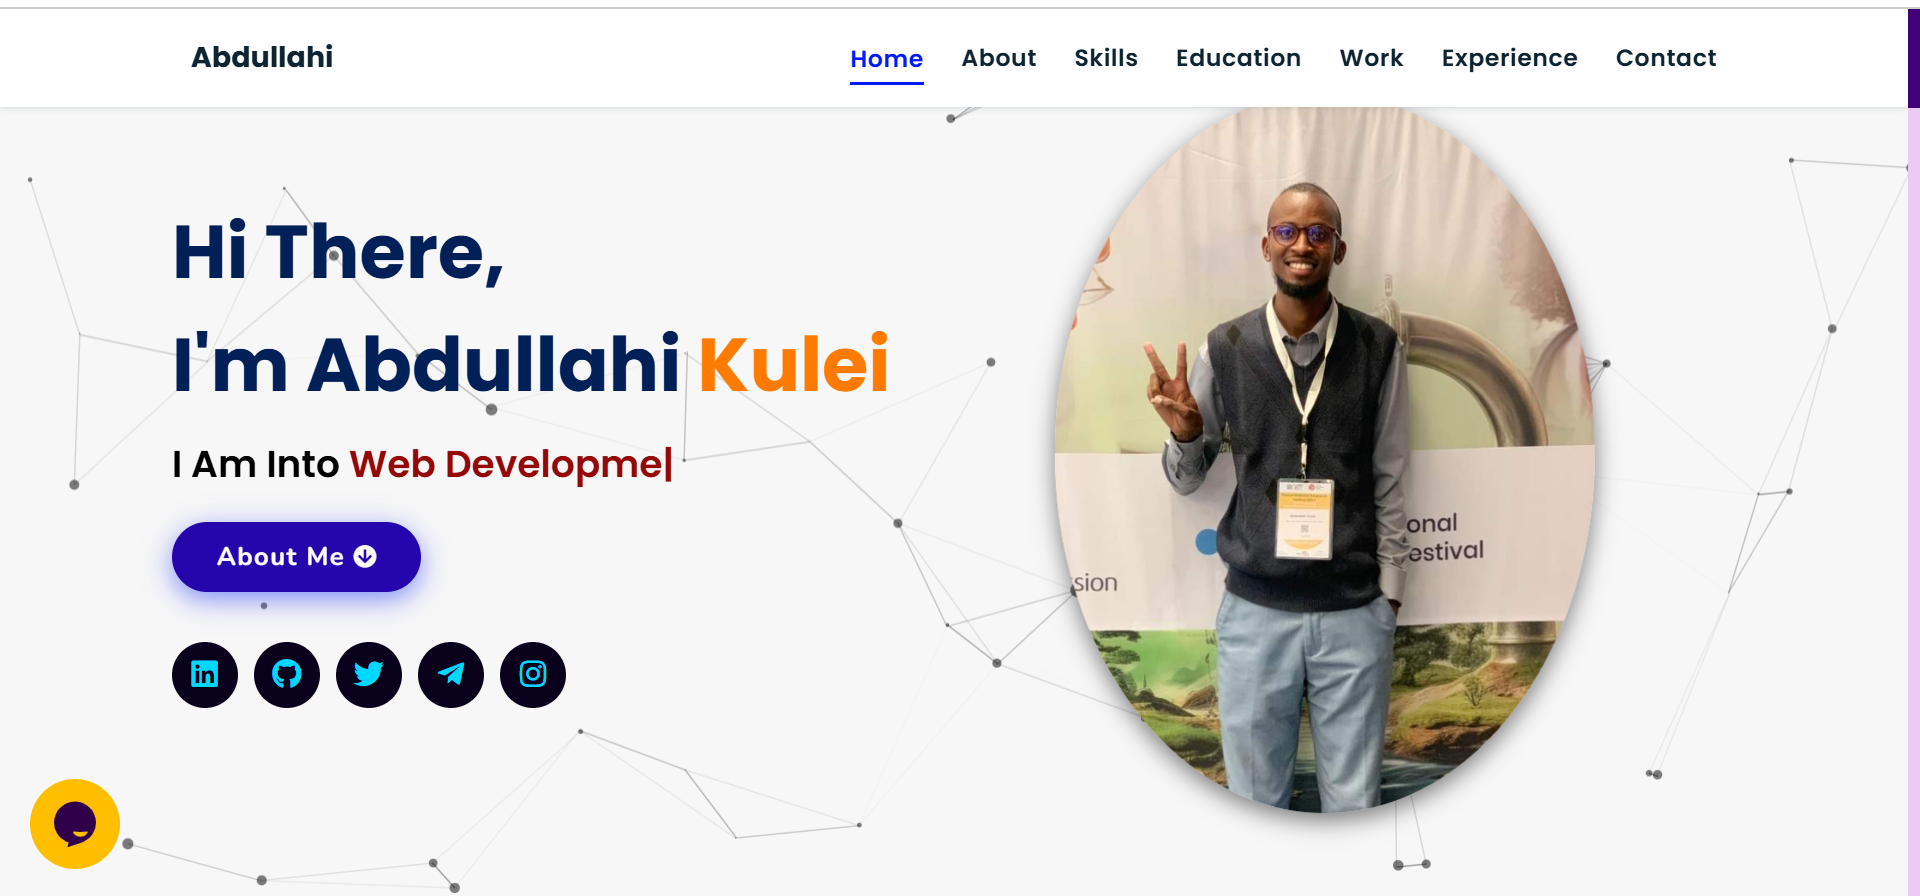 Abdullahi
Home About Skills Education Work Experience Contact
Hi There,
I'm Abdullahi Kulei
I Am Into Web Developme|
About Me
in
onal
estival
sion